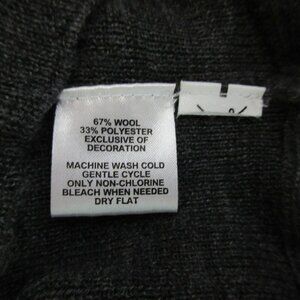 67% WOOL
33% POLYESTER
EXCLUSIVE OF
DECORATION
MACHINE WASH COLD
GENTLE CYCLE
ONLY NON-CHLORINE
BLEACH WHEN NEEDED
DRY FLAT